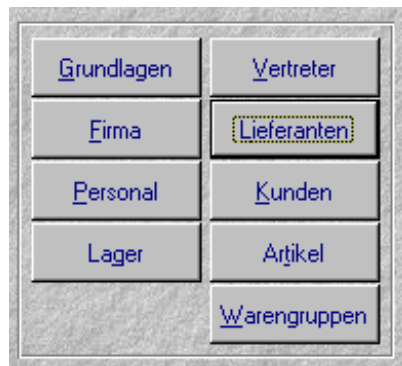 Grundlagen Vertreter
Firma Lieferanten
Personal Kunden
Lager Artikel
Warengruppen